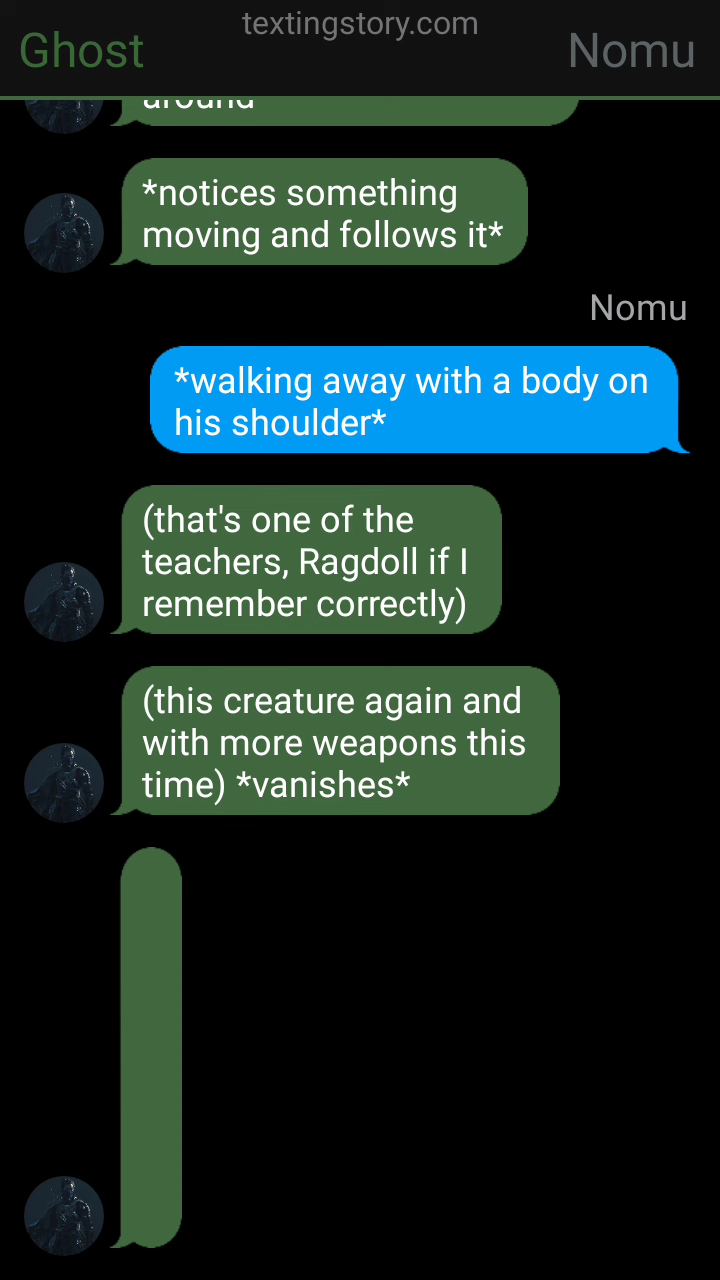 textingstory.com
Ghost
Nomu
around
*notices something
moving and follows it*
Nomu
*walking away with a body on
his shoulder*
(that's one of the
teachers, Ragdoll if I
remember correctly)
(this creature again and
with more weapons this
time) *vanishes*